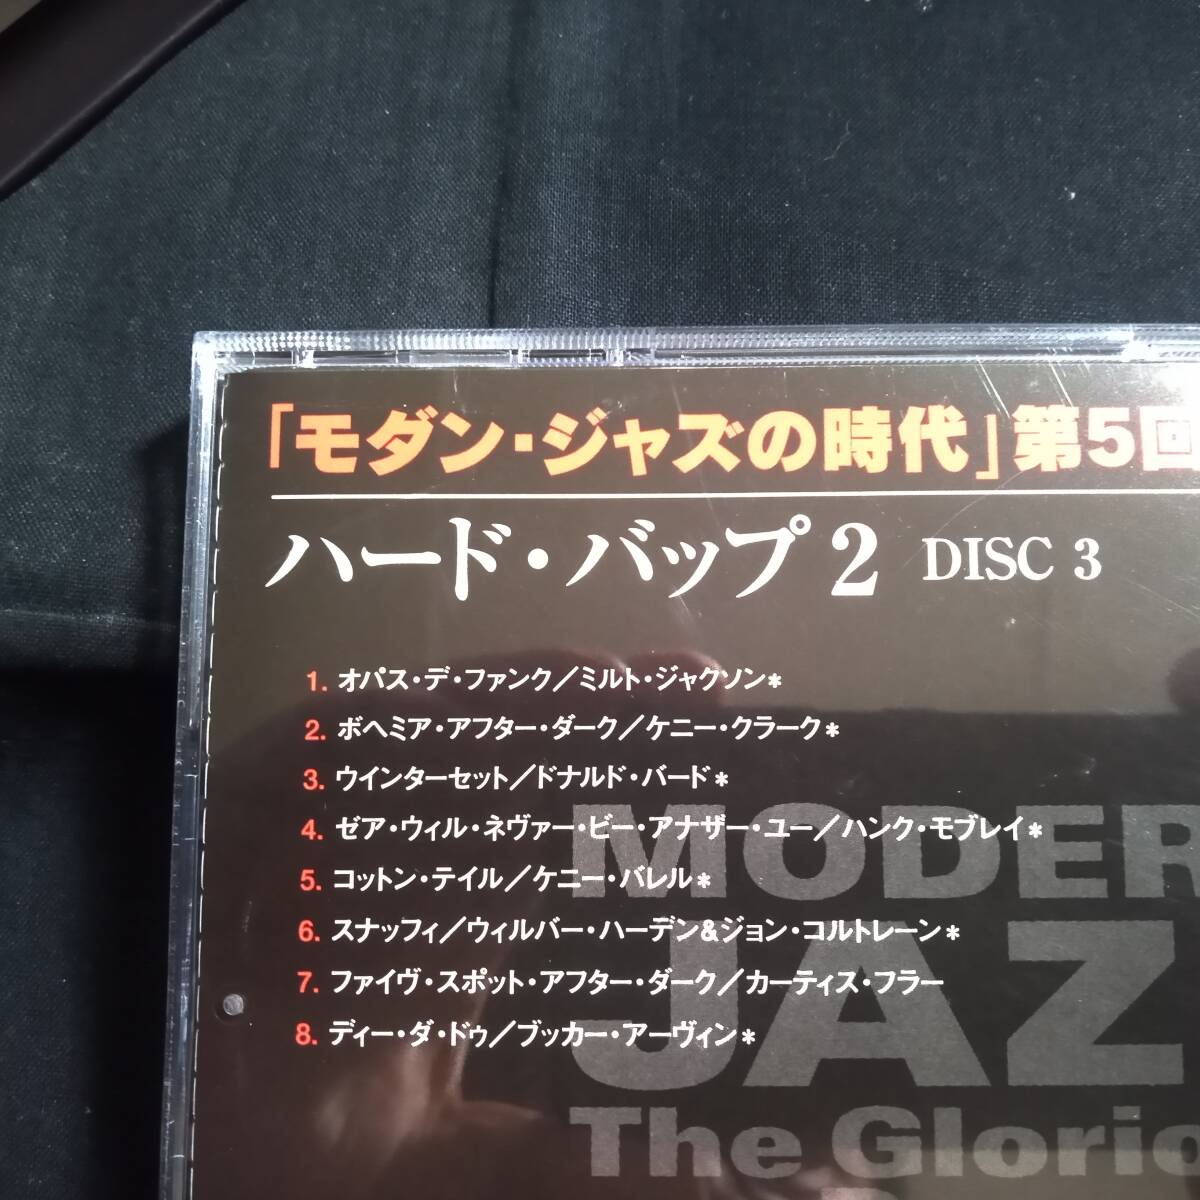 「モダン・ジャズの時代」第5回
ハード・バップ 2 DISC 3
1. オパス・デ・ファンク/ミルト・ジャクソン*
2. ボヘミア・アフター・ダーク/ケニー・クラーク*
3. ウインターセット/ドナルド・バード*
4. ゼア・ウィル・ネヴァー・ビー・アナザー・ユー/ハンク・モブレイ*
5. コットン・テイル/ケニー・バレル*
6. スナッフィ/ウィルバー・ハーデン&ジョン・コルトレーン*
7. ファイヴ・スポット・アフター・ダーク/カーティス・フラー
8. ディー・ダ・ドゥ/ブッカー・アーヴィン*
MODER
JAZ
The Glorio